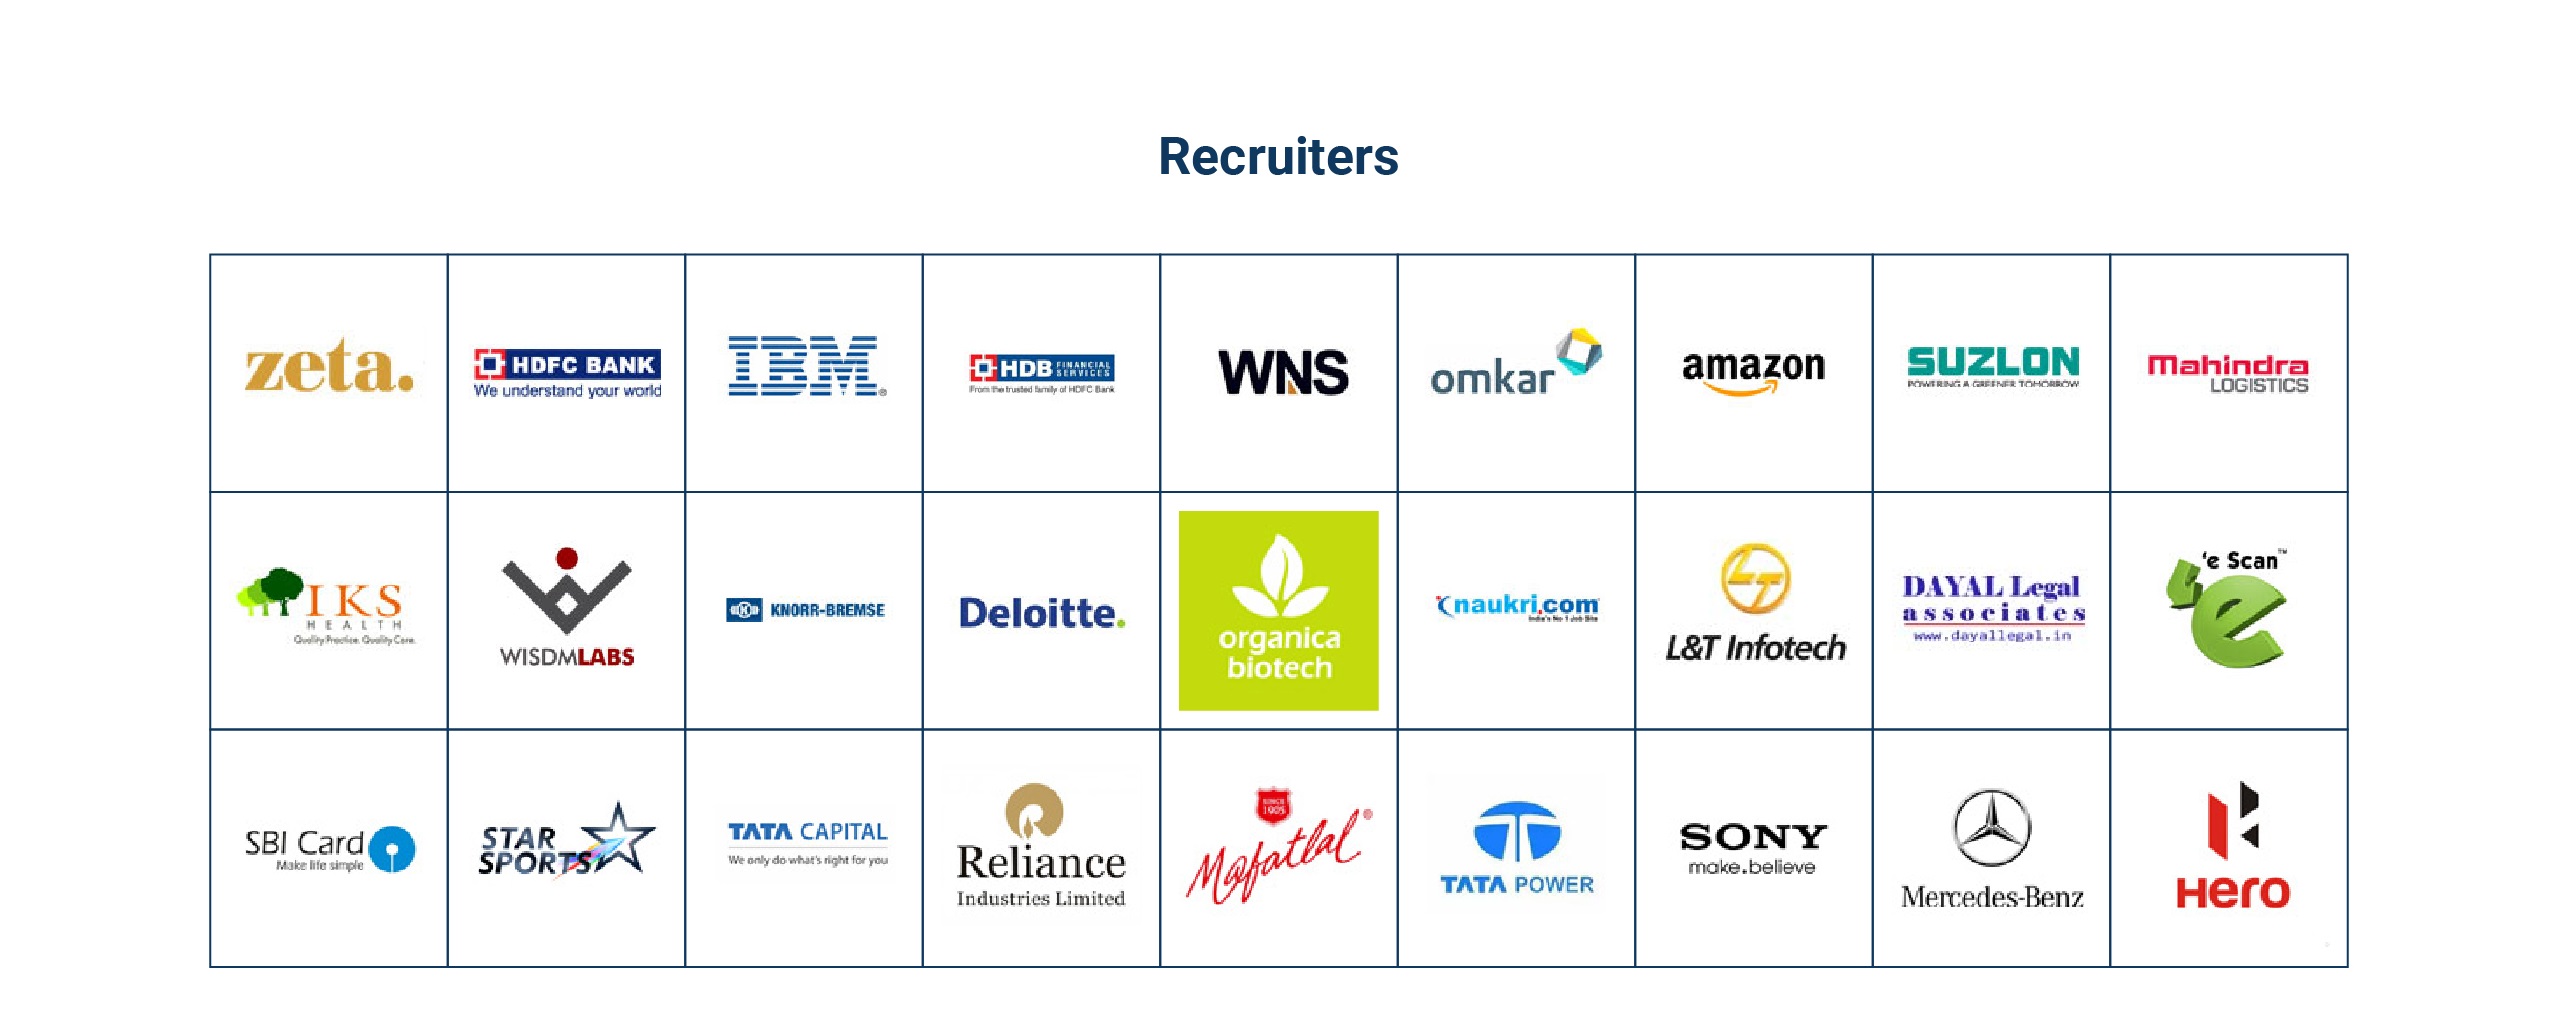 Recruiters
zeta.
HDFC BANK
We understand your world
IBM®
HDB FINANCIAL SERVICES
From the trusted family of HDFC Bank
WNS
omkar
amazon
SUZLON
POWERING A GREENER TOMORROW
Mahindra
LOGISTICS
IKS
HEALTH
Quality Practice. Quality Care.
WISDMLABS
KNORR-BREMSE
Deloitte.
organica
biotech
naukri.com
India's No 1 Job Site
L&T Infotech
DAYAL Legal
associates
www.dayallegal.in
e Scan™
e
SBI Card
Make life simple
STAR
SPORTS
TATA CAPITAL
We only do what's right for you
Reliance
Industries Limited
SINCE
1905
Mafatlal®
TATA POWER
SONY
make.believe
Mercedes-Benz
Hero